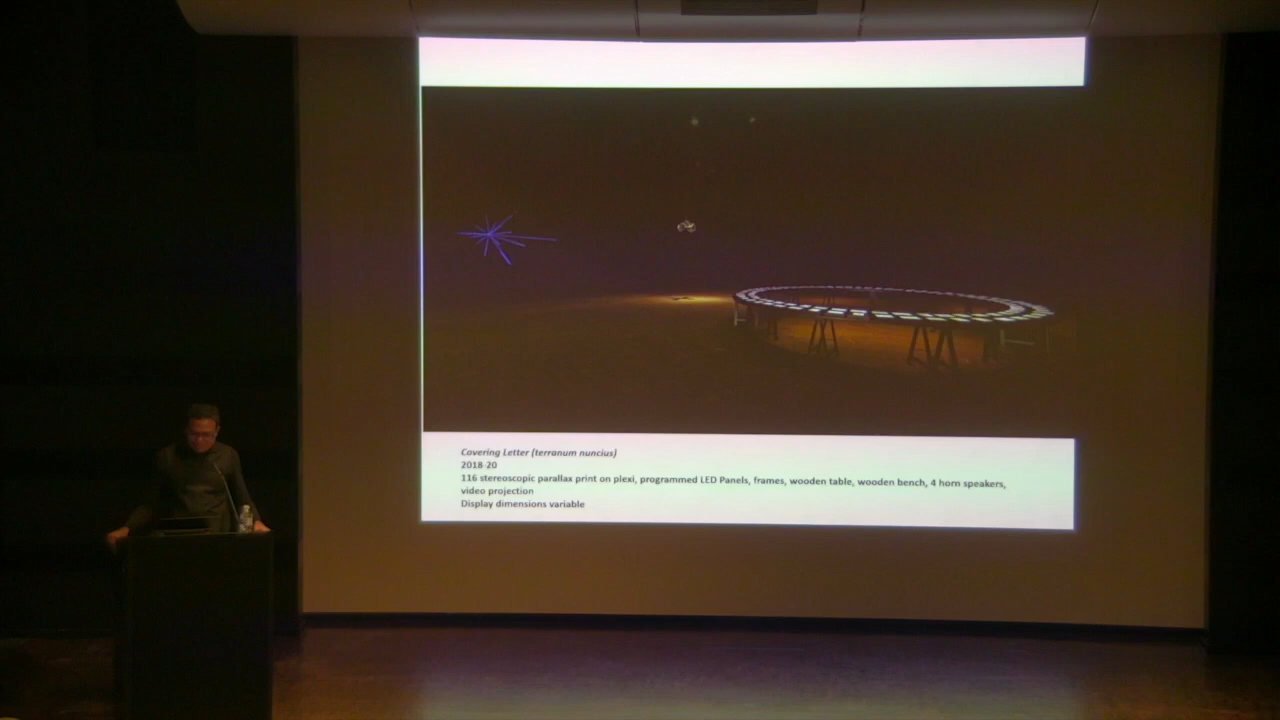 Covering Letter (terranum nuncius)
2018-20
116 stereoscopic parallax print on plexi, programmed LED Panels, frames, wooden table, wooden bench, 4 horn speakers,
video projection
Display dimensions variable